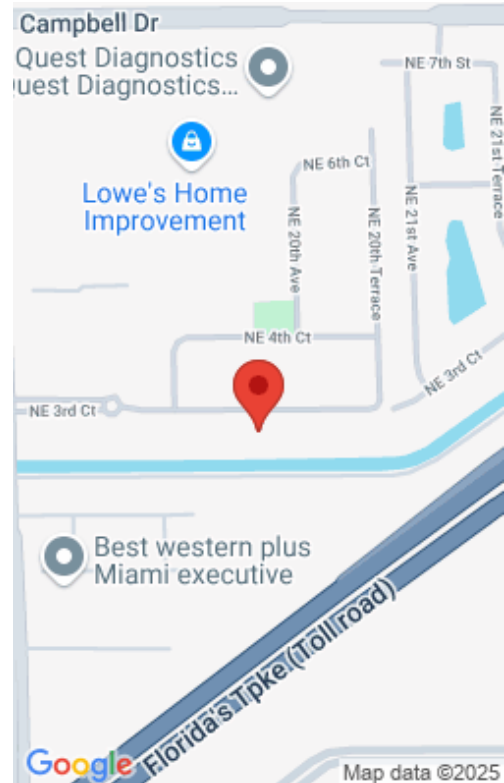 Campbell Dr
Quest Diagnostics
Quest Diagnostics...
NE 7th St
NE 6th Ct
Lowe's Home
Improvement
NE 20th Ave
NE 20th Terrace
NE 21st Ave
NE 21st Terrace
NE 4th Ct
NE 3rd Ct
NE 3rd Ct
Best western plus
Miami executive
Florida's Tpke (Toll road)
Google
Map data ©2025